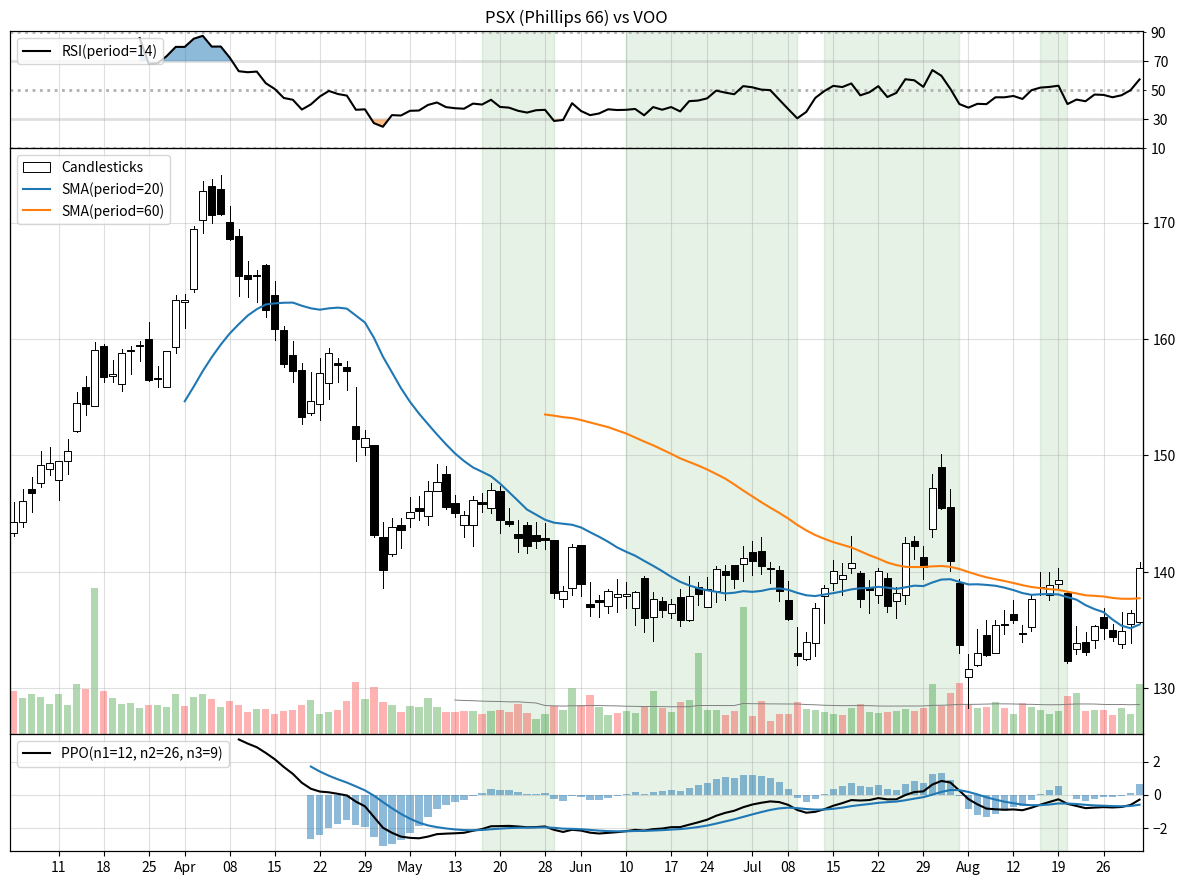 PSX (Phillips 66) vs VOO
RSI(period=14)
90
70
50
30
10
Candlesticks
SMA(period=20)
SMA(period=60)
170
160
150
140
130
PPO(n1=12, n2=26, n3=9)
2
0
−2
11 18 25 Apr 08 15 22 29 May 13 20 28 Jun 10 17 24 Jul 08 15 22 29 Aug 12 19 26